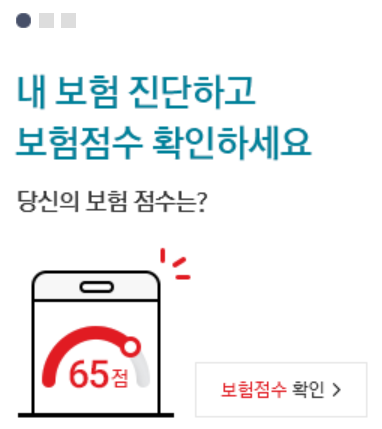 내 보험 진단하고
보험점수 확인하세요
당신의 보험 점수는?
65점
보험점수 확인 >